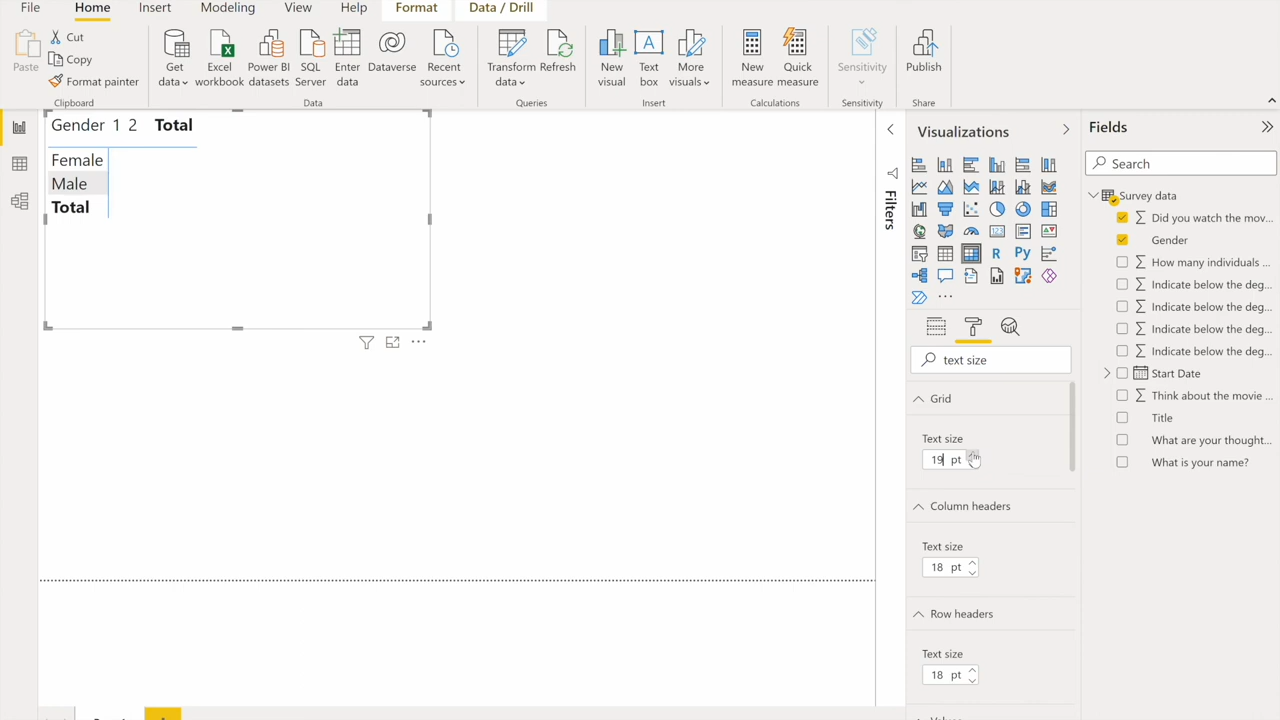 File Home Insert Modeling View Help Format Data / Drill
Paste Cut
Copy
Format painter
Clipboard
Get data
Excel workbook
Power BI datasets
SQL Server
Enter data
Dataverse
Recent sources
Data
Transform data
Refresh
Queries
New visual
Text box
More visuals
Insert
New measure
Quick measure
Calculations
Sensitivity
Sensitivity
Publish
Share
Gender 1 2 Total
Female
Male
Total
Filters
Visualizations
R Py
text size
Grid
Text size
19 pt
Column headers
Text size
18 pt
Row headers
Text size
18 pt
Fields
Search
Survey data
Did you watch the mov...
Gender
How many individuals ...
Indicate below the deg...
Indicate below the deg...
Indicate below the deg...
Indicate below the deg...
Start Date
Think about the movie ...
Title
What are your thought...
What is your name?